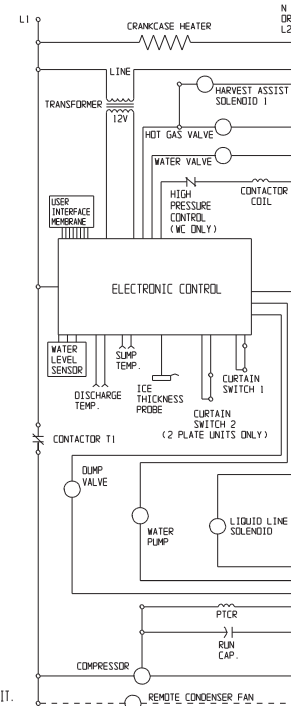 L1
N
OR
L2
CRANKCASE HEATER
LINE
TRANSFORMER
12V
HARVEST ASSIST
SOLENOID 1
HOT GAS VALVE
WATER VALVE
HIGH
PRESSURE
CONTROL
(WC ONLY)
CONTACTOR
COIL
USER
INTERFACE
MEMBRANE
ELECTRONIC CONTROL
WATER
LEVEL
SENSOR
SUMP
TEMP.
DISCHARGE
TEMP.
ICE
THICKNESS
PROBE
CURTAIN
SWITCH 1
CURTAIN
SWITCH 2
(2 PLATE UNITS ONLY)
CONTACTOR T1
DUMP
VALVE
WATER
PUMP
LIQUID LINE
SOLENOID
PTCR
RUN
CAP.
COMPRESSOR
IT.
REMOTE CONDENSER FAN